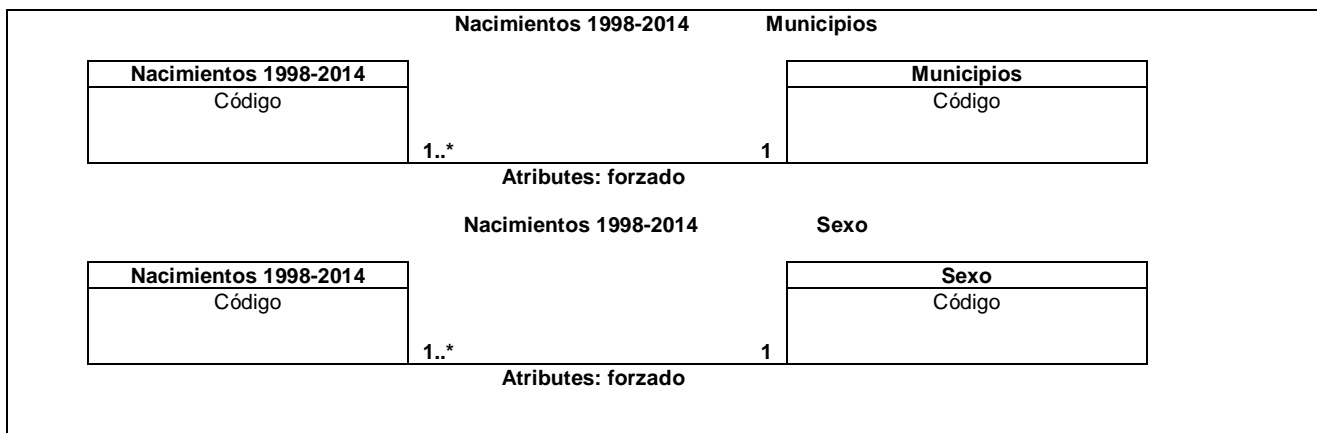 Nacimientos 1998-2014 Municipios
Nacimientos 1998-2014 Municipios
Código Código
1..* 1
Atributes: forzado
Nacimientos 1998-2014 Sexo
Nacimientos 1998-2014 Sexo
Código Código
1..* 1
Atributes: forzado